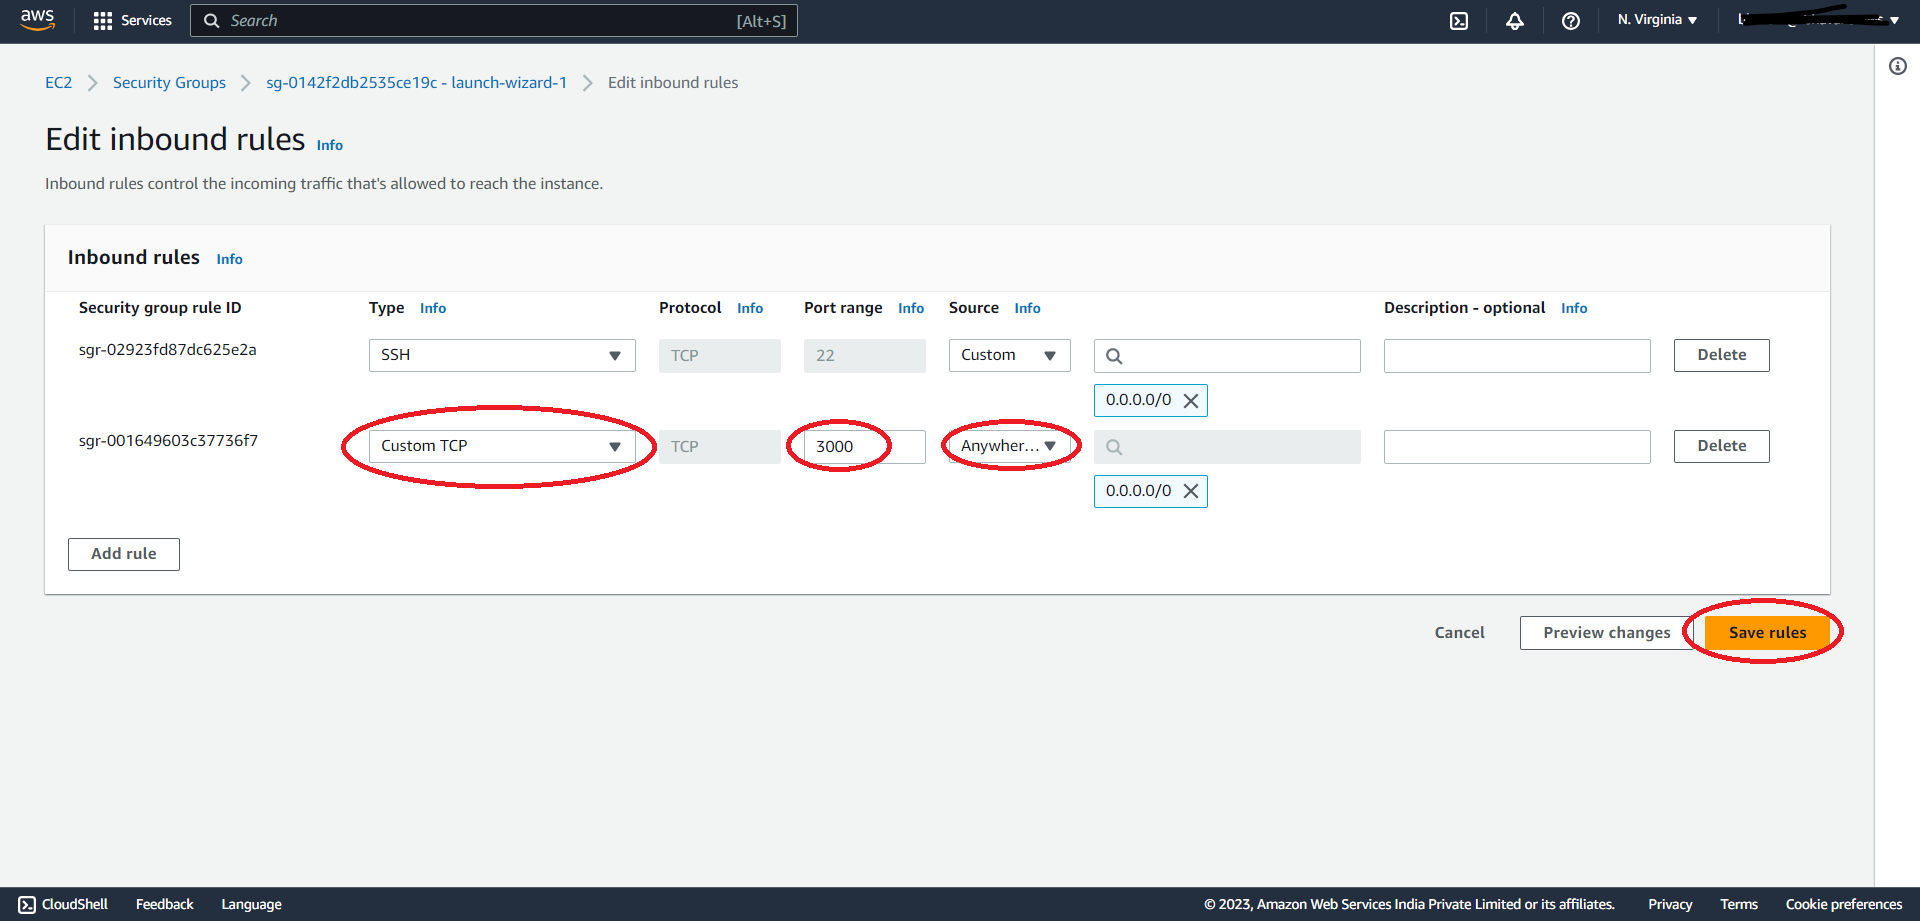 aws Services Search [Alt+S] N. Virginia
EC2 Security Groups sg-0142f2db2535ce19c - launch-wizard-1 Edit inbound rules
Edit inbound rules Info
Inbound rules control the incoming traffic that's allowed to reach the instance.
Inbound rules Info
Security group rule ID Type Info Protocol Info Port range Info Source Info Description - optional Info
sgr-02923fd87dc625e2a SSH TCP 22 Custom Delete
0.0.0.0/0
sgr-001649603c37736f7 Custom TCP TCP 3000 Anywher... Delete
0.0.0.0/0
Add rule
Cancel Preview changes Save rules
CloudShell Feedback Language © 2023, Amazon Web Services India Private Limited or its affiliates. Privacy Terms Cookie preferences